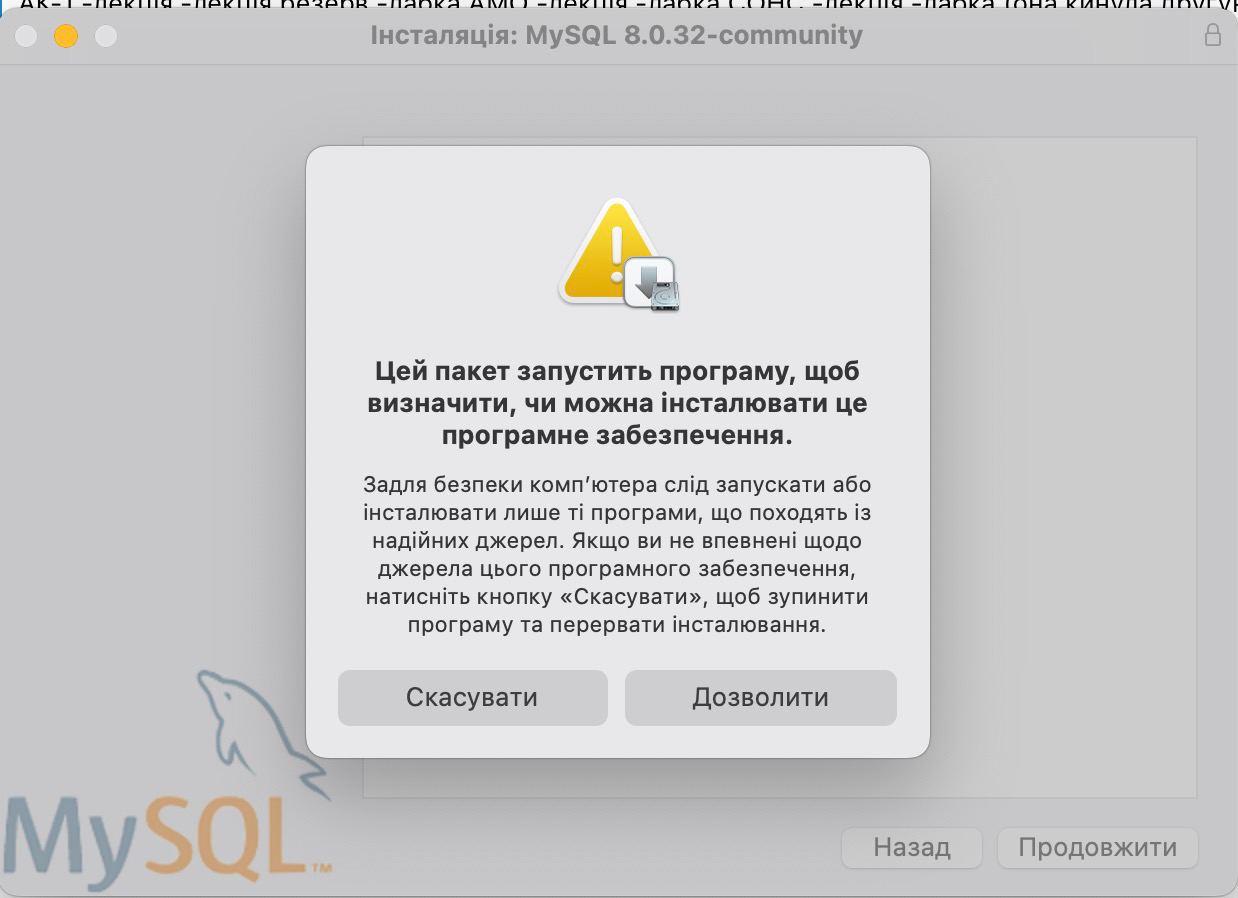 Інсталяція: MySQL 8.0.32-community
Цей пакет запустить програму, щоб
визначити, чи можна інсталювати це
програмне забезпечення.
Задля безпеки комп’ютера слід запускати або
інсталювати лише ті програми, що походять із
надійних джерел. Якщо ви не впевнені щодо
джерела цього програмного забезпечення,
натисніть кнопку «Скасувати», щоб зупинити
програму та перервати інсталювання.
Скасувати
Дозволити
MySQL™
Назад
Продовжити